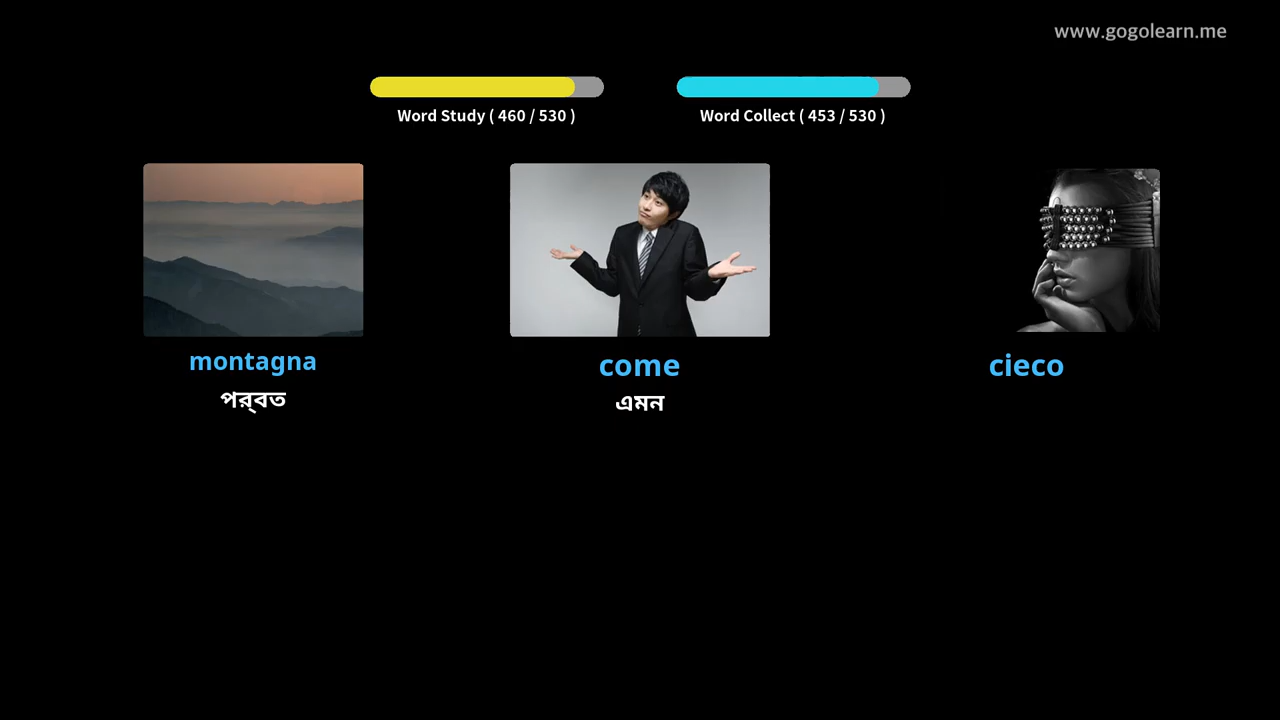 www.gogolearn.me
Word Study ( 460 / 530 )
Word Collect ( 453 / 530 )
montagna
পর্‌বত
come
এমন
cieco